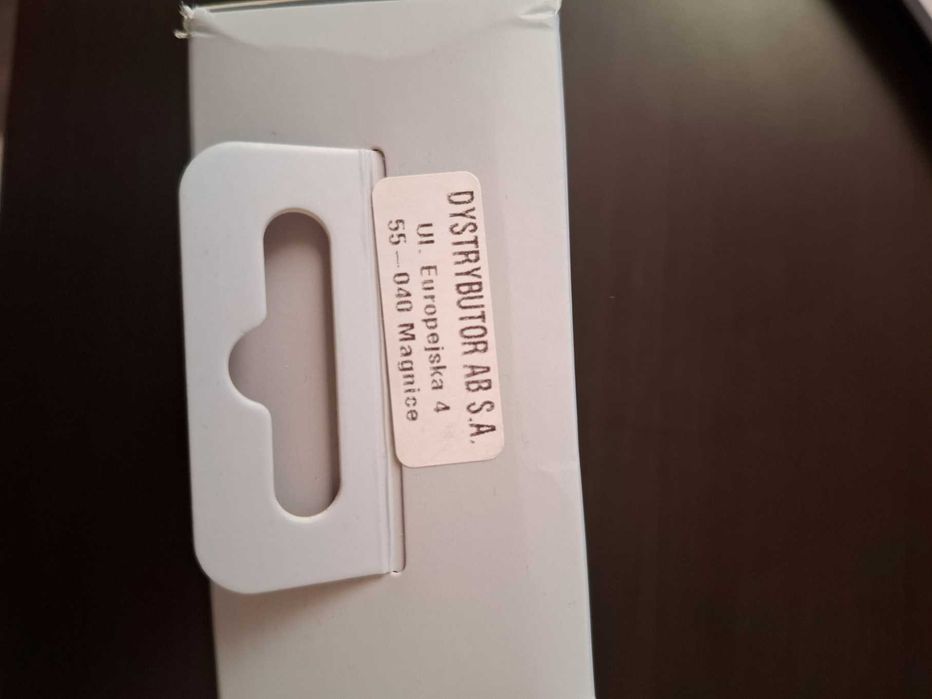 DYSTRYBUTOR AB S.A.
Ul. Europejska 4
55-040 Magnice